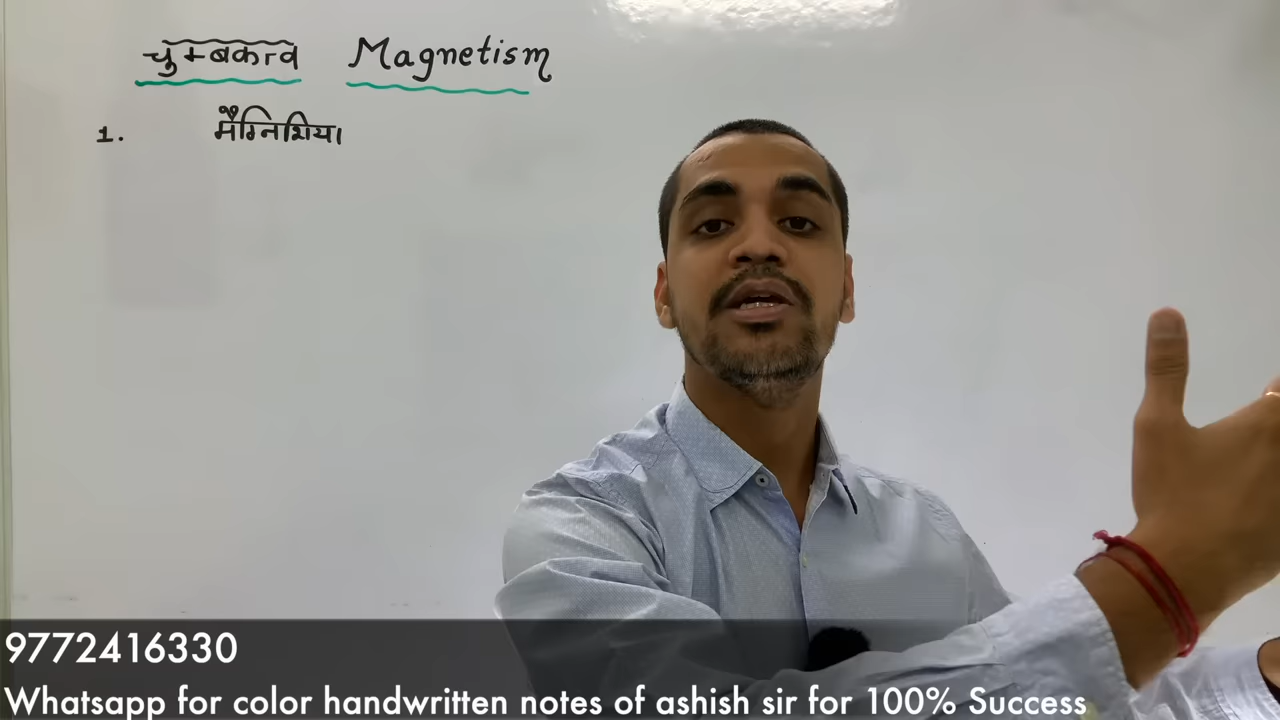 चुम्बकत्व Magnetism
1. मैग्निशिया
9772416330
Whatsapp for color handwritten notes of ashish sir for 100% Success